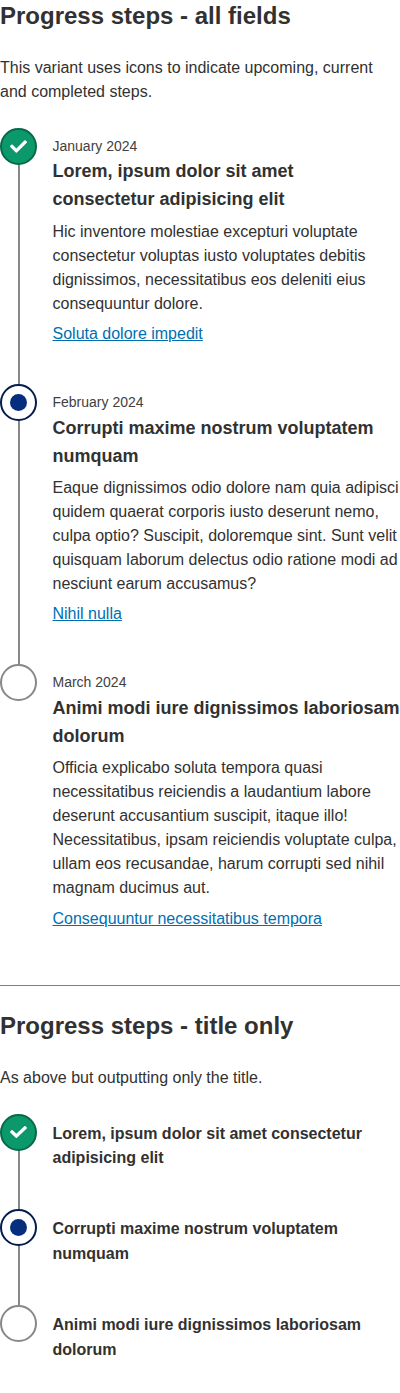 Progress steps - all fields
This variant uses icons to indicate upcoming, current
and completed steps.
January 2024
Lorem, ipsum dolor sit amet
consectetur adipisicing elit
Hic inventore molestiae excepturi voluptate
consectetur voluptas iusto voluptates debitis
dignissimos, necessitatibus eos deleniti eius
consequuntur dolore.
Soluta dolore impedit
February 2024
Corrupti maxime nostrum voluptatem
numquam
Eaque dignissimos odio dolore nam quia adipisci
quidem quaerat corporis iusto deserunt nemo,
culpa optio? Suscipit, doloremque sint. Sunt velit
quisquam laborum delectus odio ratione modi ad
nesciunt earum accusamus?
Nihil nulla
March 2024
Animi modi iure dignissimos laboriosam
dolorum
Officia explicabo soluta tempora quasi
necessitatibus reiciendis a laudantium labore
deserunt accusantium suscipit, itaque illo!
Necessitatibus, ipsam reiciendis voluptate culpa,
ullam eos recusandae, harum corrupti sed nihil
magnam ducimus aut.
Consequuntur necessitatibus tempora
Progress steps - title only
As above but outputting only the title.
Lorem, ipsum dolor sit amet consectetur
adipisicing elit
Corrupti maxime nostrum voluptatem
numquam
Animi modi iure dignissimos laboriosam
dolorum